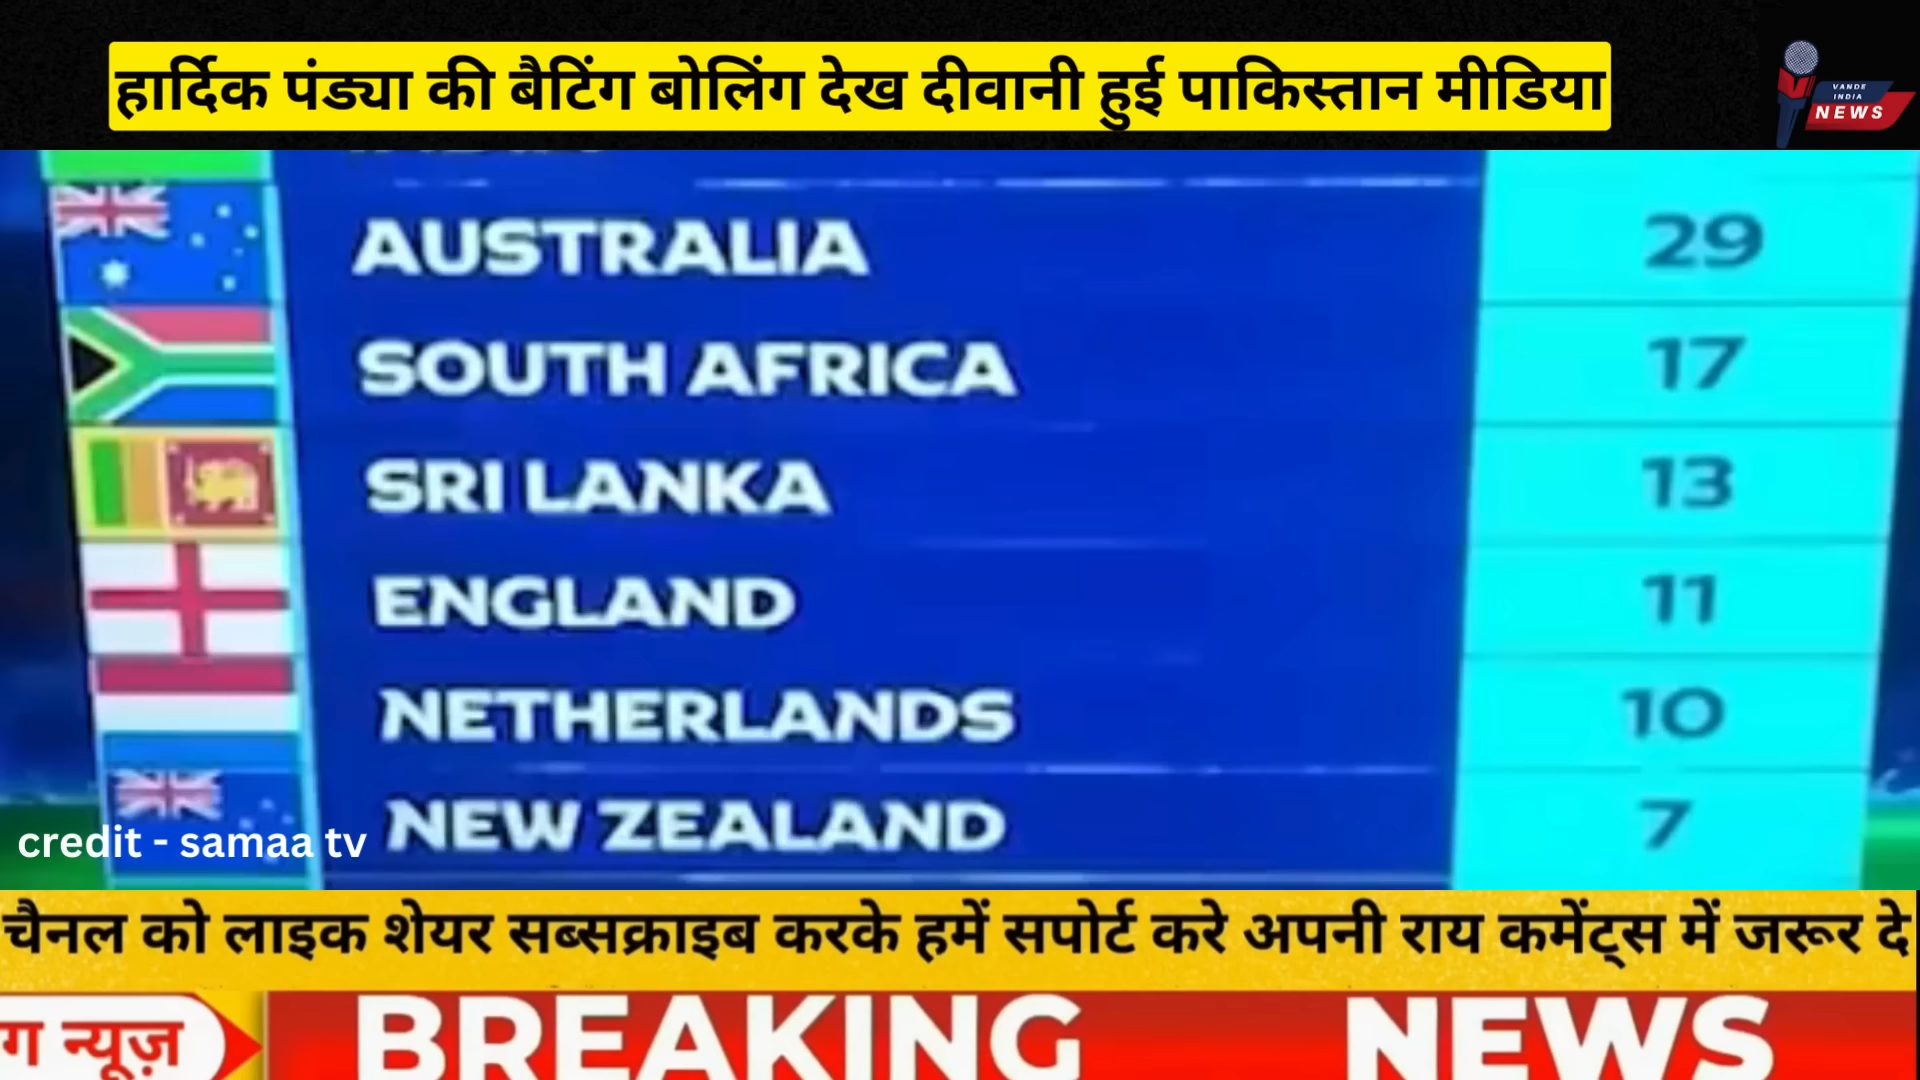 हार्दिक पंड्या की बैटिंग बोलिंग देख दीवानी हुई पाकिस्तान मीडिया
VANDE
INDIA
NEWS
AUSTRALIA 29
SOUTH AFRICA 17
SRI LANKA 13
ENGLAND 11
NETHERLANDS 10
NEW ZEALAND 7
credit - samaa tv
चैनल को लाइक शेयर सब्सक्राइब करके हमें सपोर्ट करे अपनी राय कमेंट्स में जरूर दे
ग न्यूज़ BREAKING NEWS